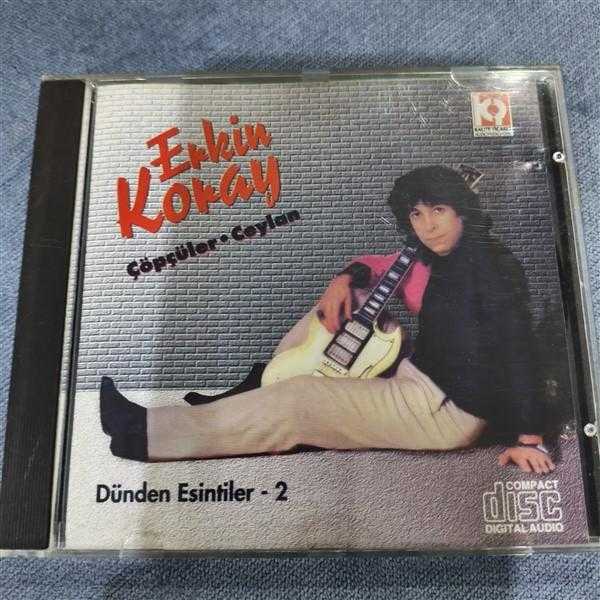 Erkin
Koray
Çöpçüler • Ceylan
Dünden Esintiler - 2
COMPACT
disc
DIGITAL AUDIO